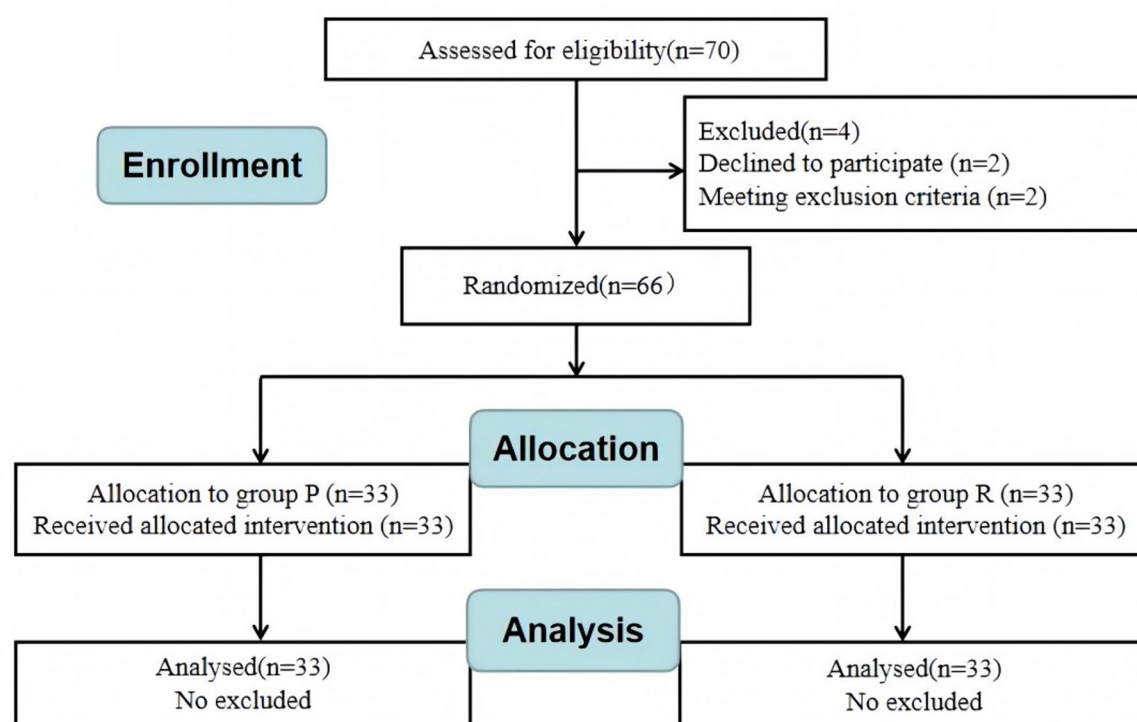 Assessed for eligibility(n=70)
Enrollment
Excluded(n=4)
Declined to participate (n=2)
Meeting exclusion criteria (n=2)
Randomized(n=66）
Allocation
Allocation to group P (n=33)
Received allocated intervention (n=33)
Allocation to group R (n=33)
Received allocated intervention (n=33)
Analysis
Analysed(n=33)
No excluded
Analysed(n=33)
No excluded